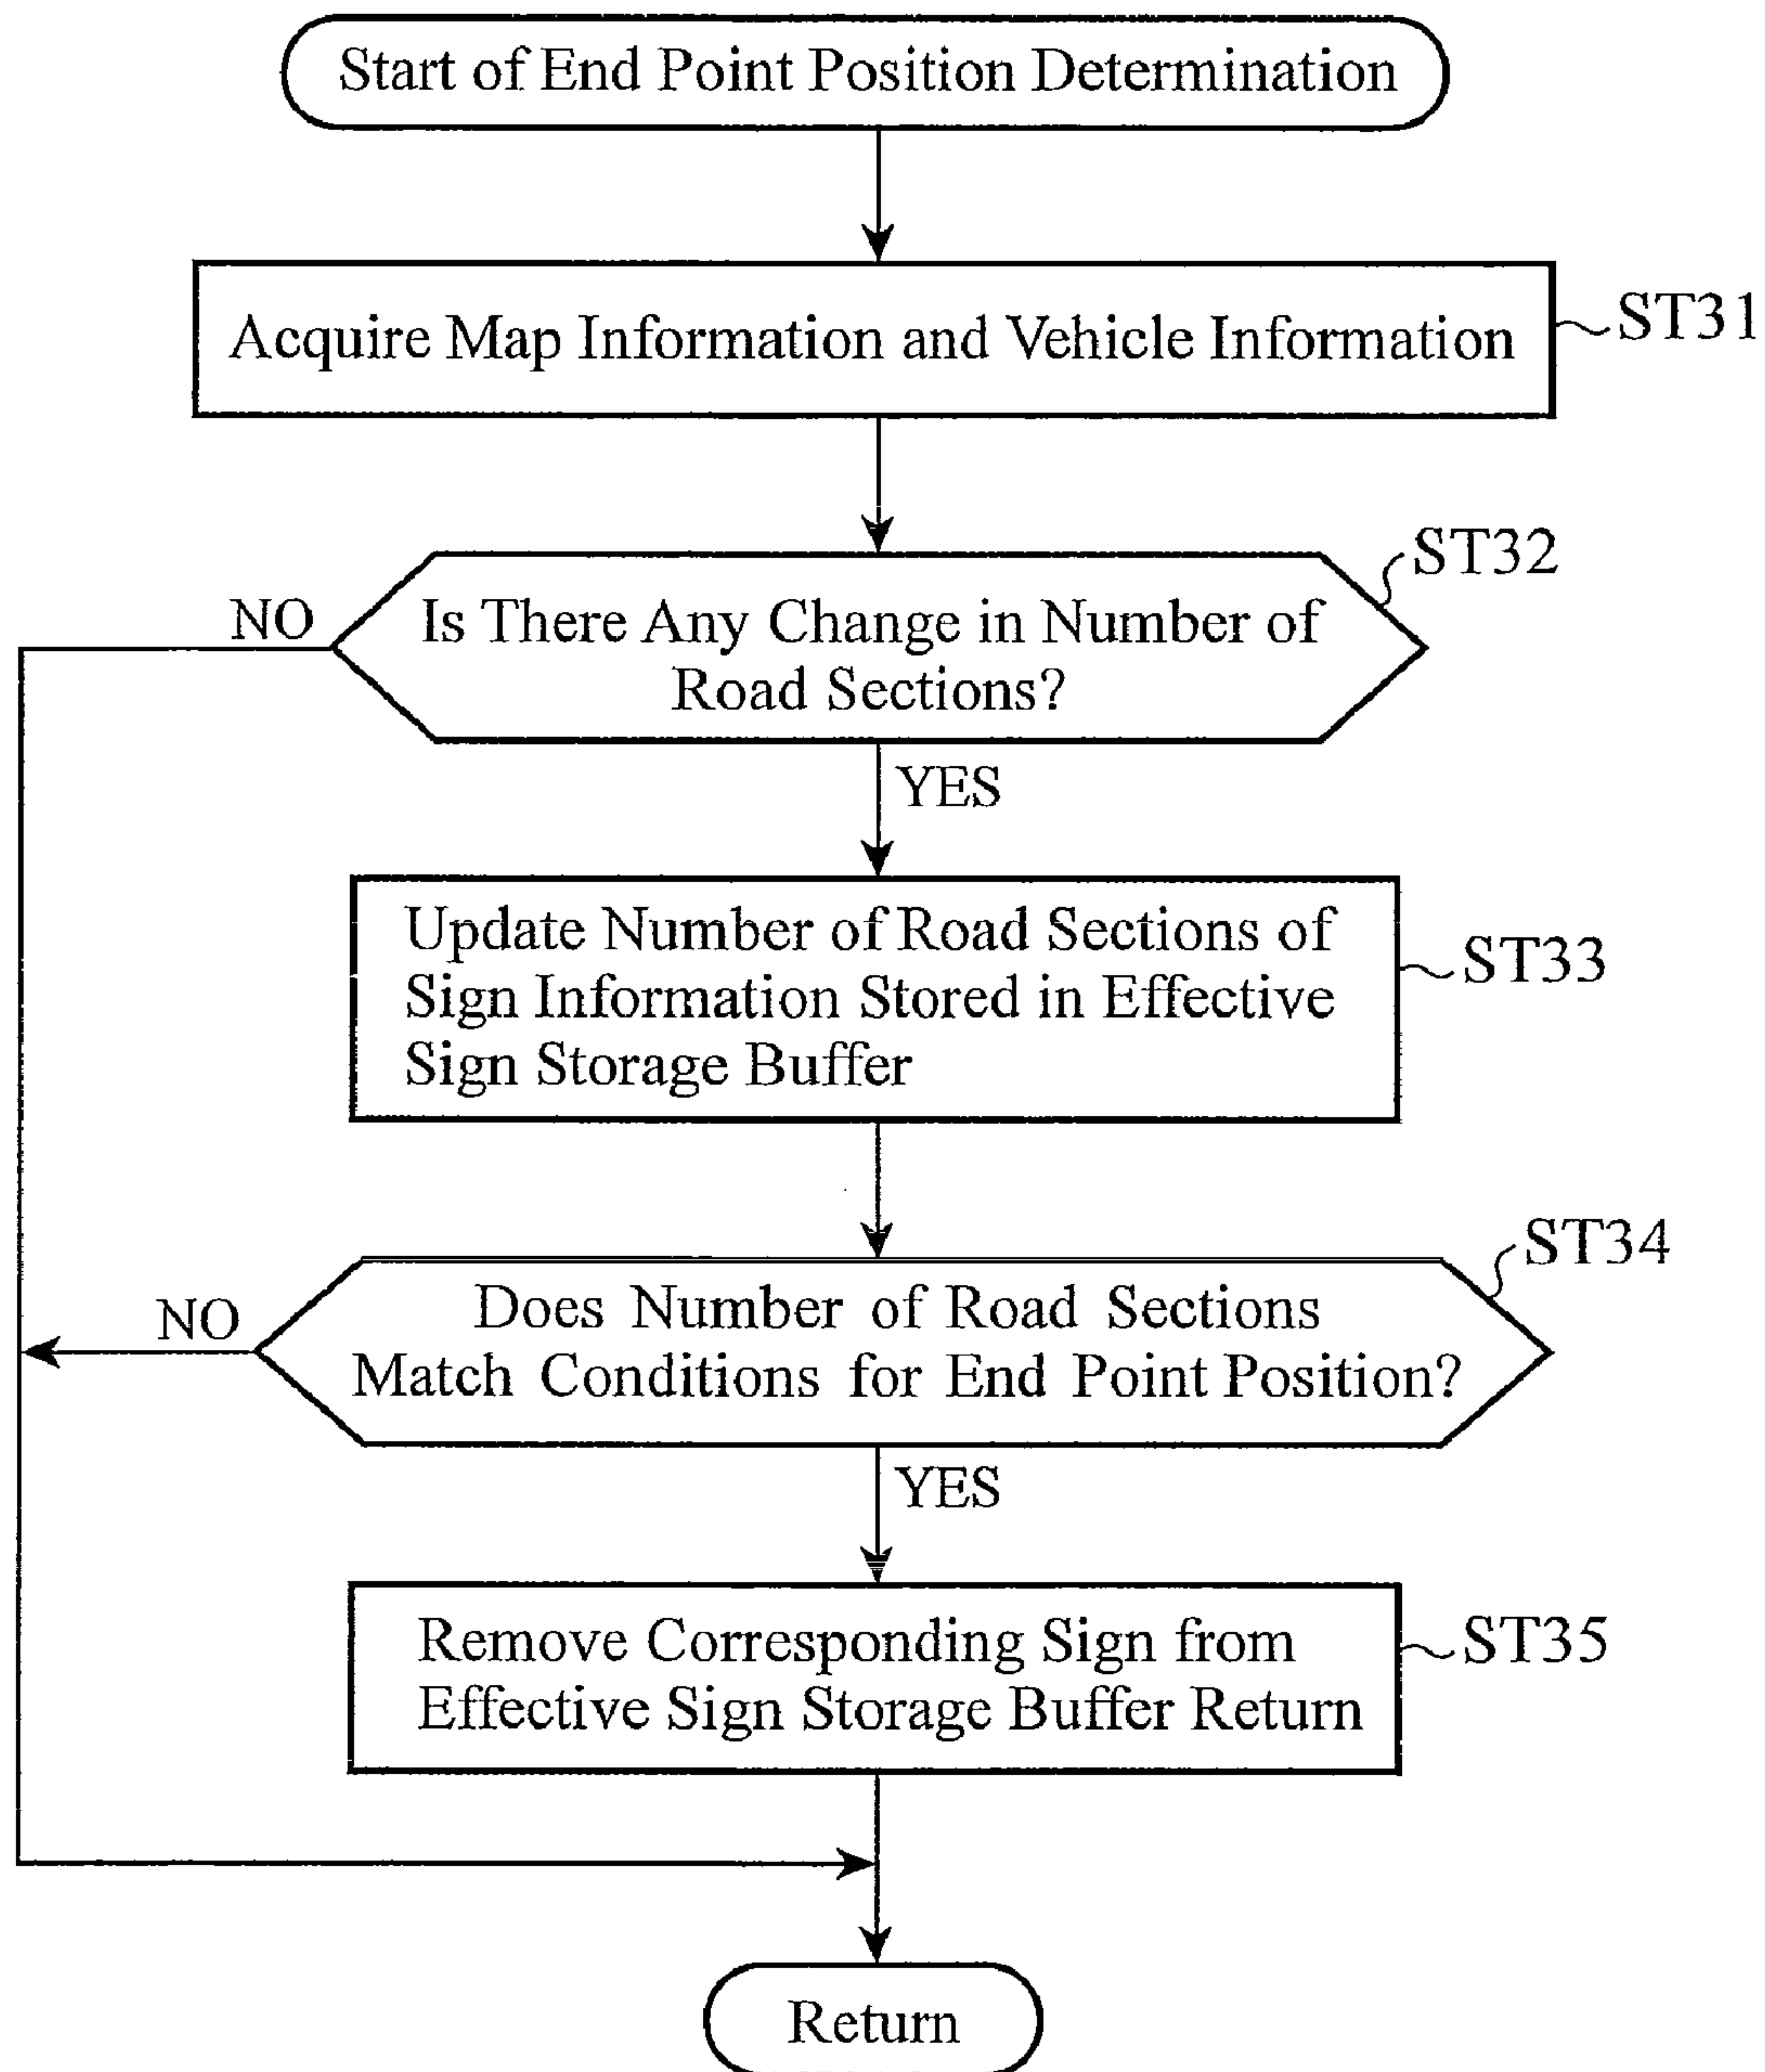 Start of End Point Position Determination
Acquire Map Information and Vehicle Information
ST31
ST32
NO
Is There Any Change in Number of
Road Sections?
YES
Update Number of Road Sections of
Sign Information Stored in Effective
Sign Storage Buffer
ST33
ST34
NO
Does Number of Road Sections
Match Conditions for End Point Position?
YES
Remove Corresponding Sign from
Effective Sign Storage Buffer Return
ST35
Return